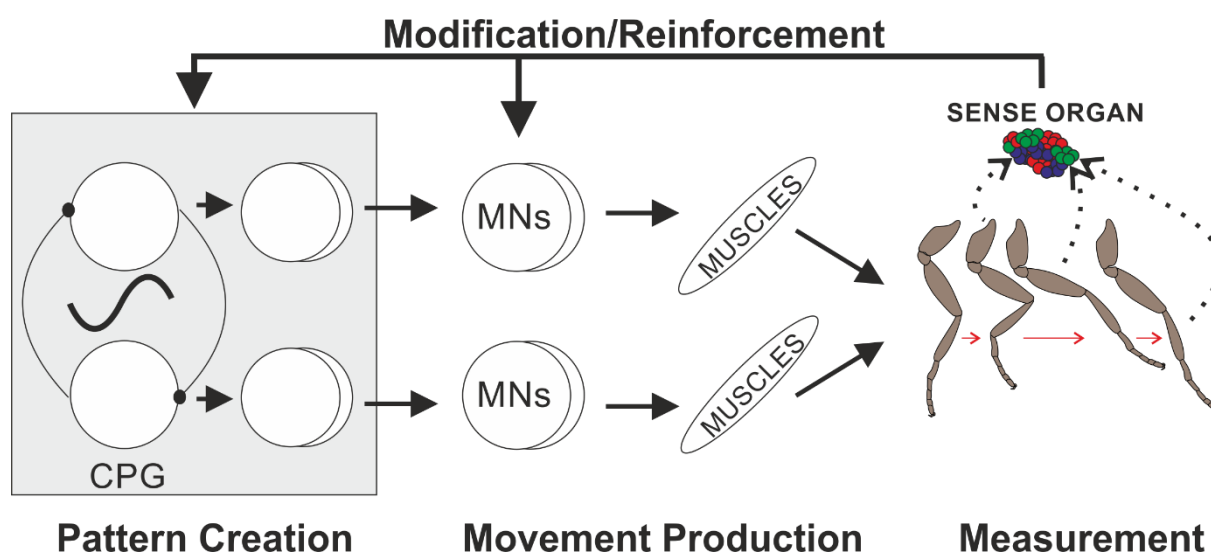 Modification/Reinforcement
SENSE ORGAN
MNs
MUSCLES
MNs
MUSCLES
CPG
Pattern Creation
Movement Production
Measurement